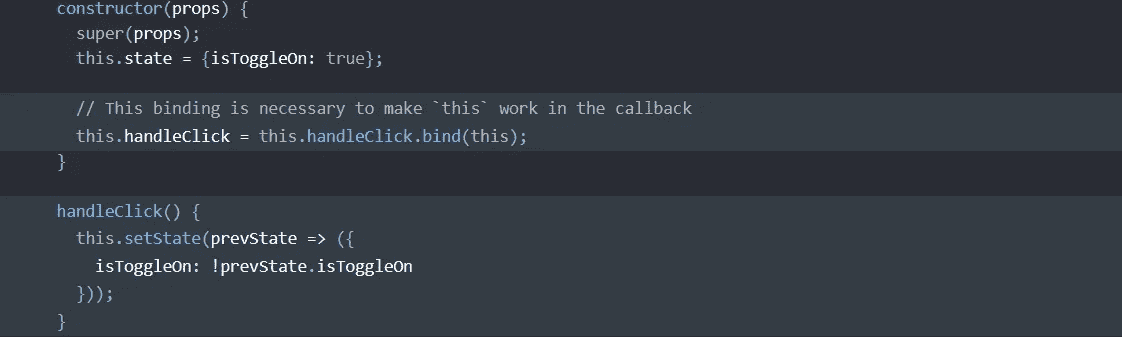 constructor(props) {
super(props);
this.state = {isToggleOn: true};
// This binding is necessary to make `this` work in the callback
this.handleClick = this.handleClick.bind(this);
}
handleClick() {
this.setState(prevState => ({
isToggleOn: !prevState.isToggleOn
}));
}